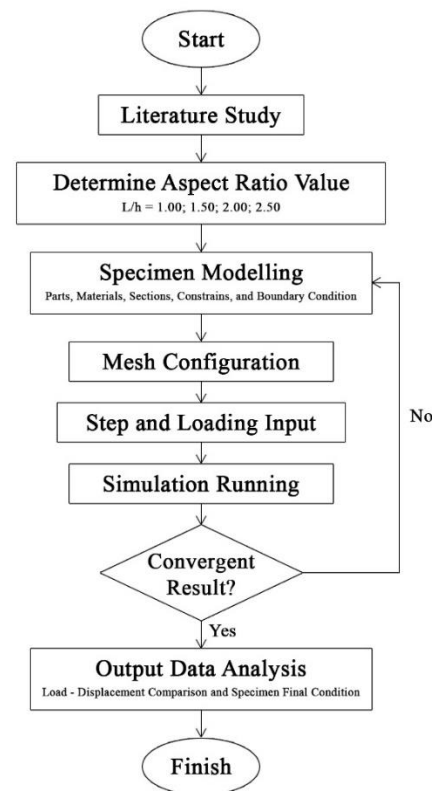 Start
Literature Study
Determine Aspect Ratio Value
L/h = 1.00; 1.50; 2.00; 2.50
Specimen Modelling
Parts, Materials, Sections, Constrains, and Boundary Condition
Mesh Configuration
Step and Loading Input
No
Simulation Running
Convergent
Result?
Yes
Output Data Analysis
Load - Displacement Comparison and Specimen Final Condition
Finish